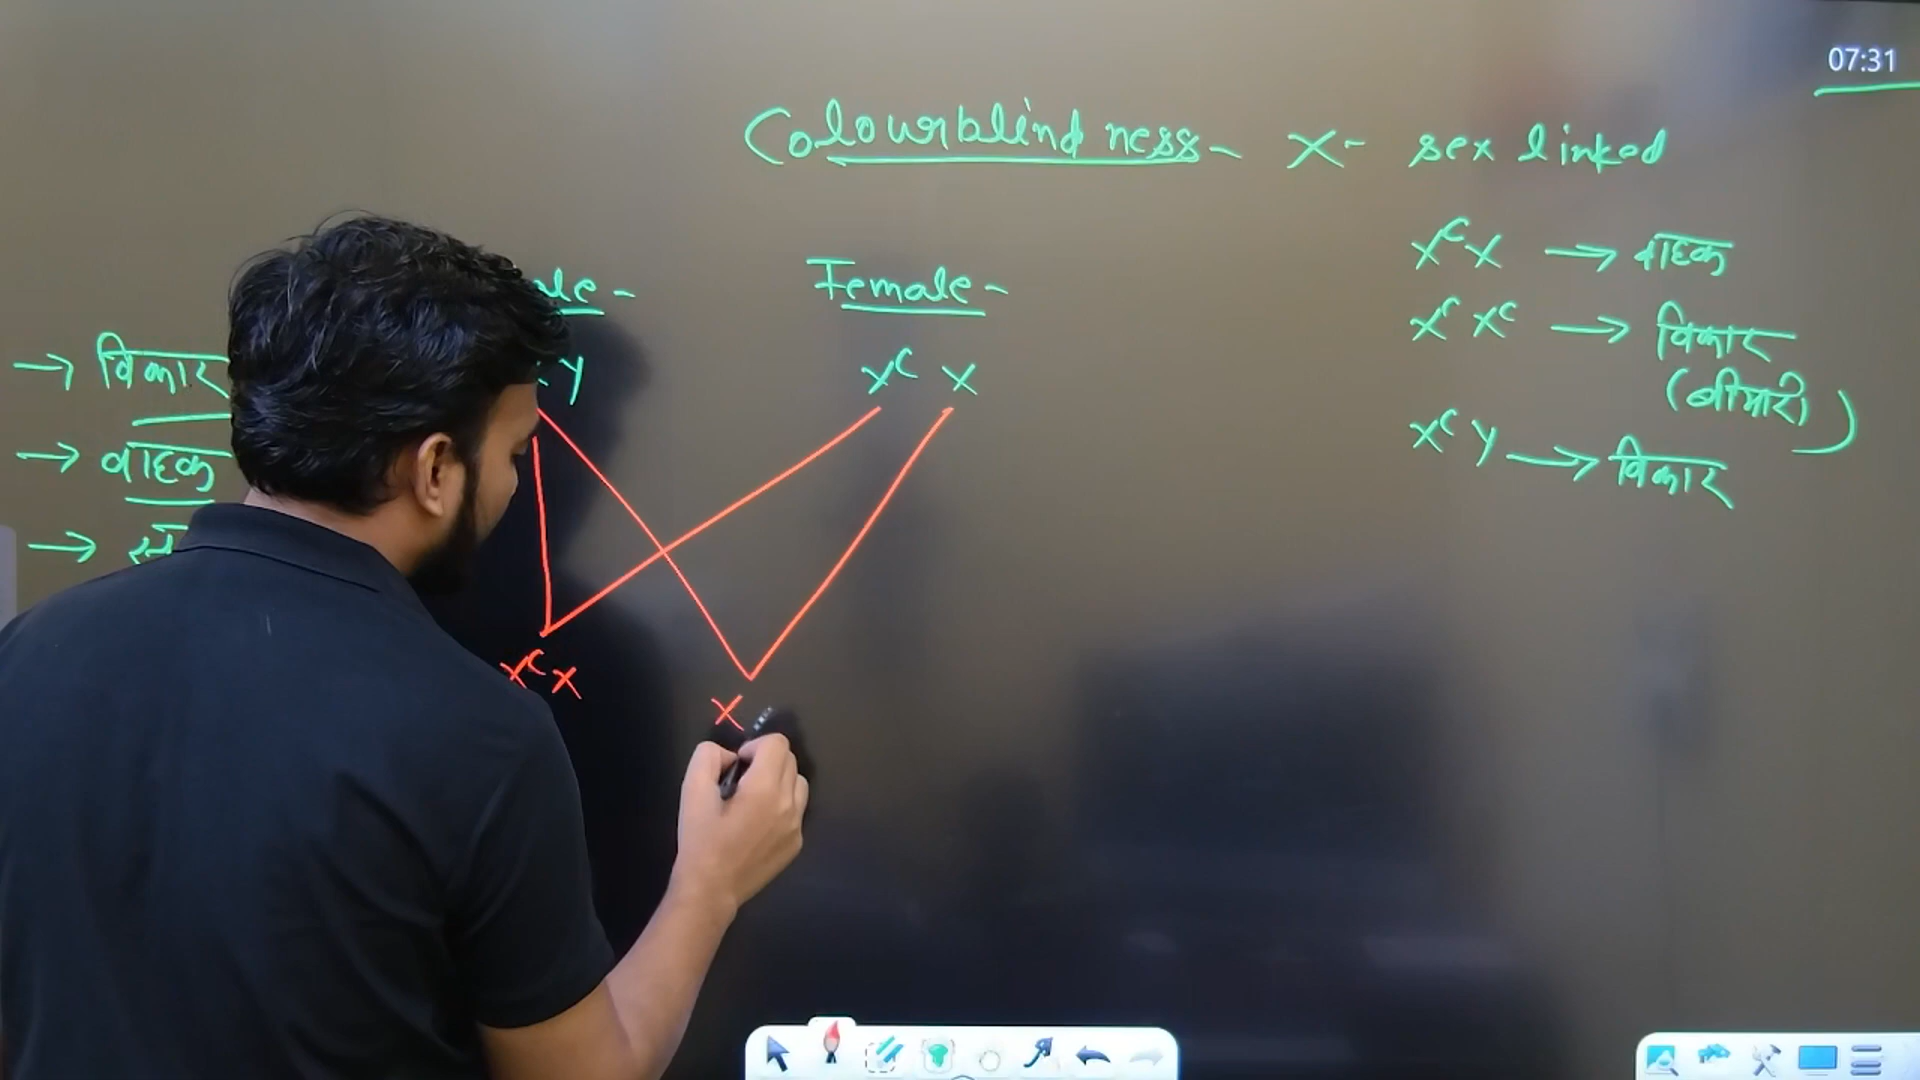 07:31
Colourblindness - X - sex linked
X^C X → वाहक
Female -
X^C X^C → विकार
→ विकार
Y
X^C X
(बीमारी)
→ वाहक
X^C Y → विकार
→
X^C X
X